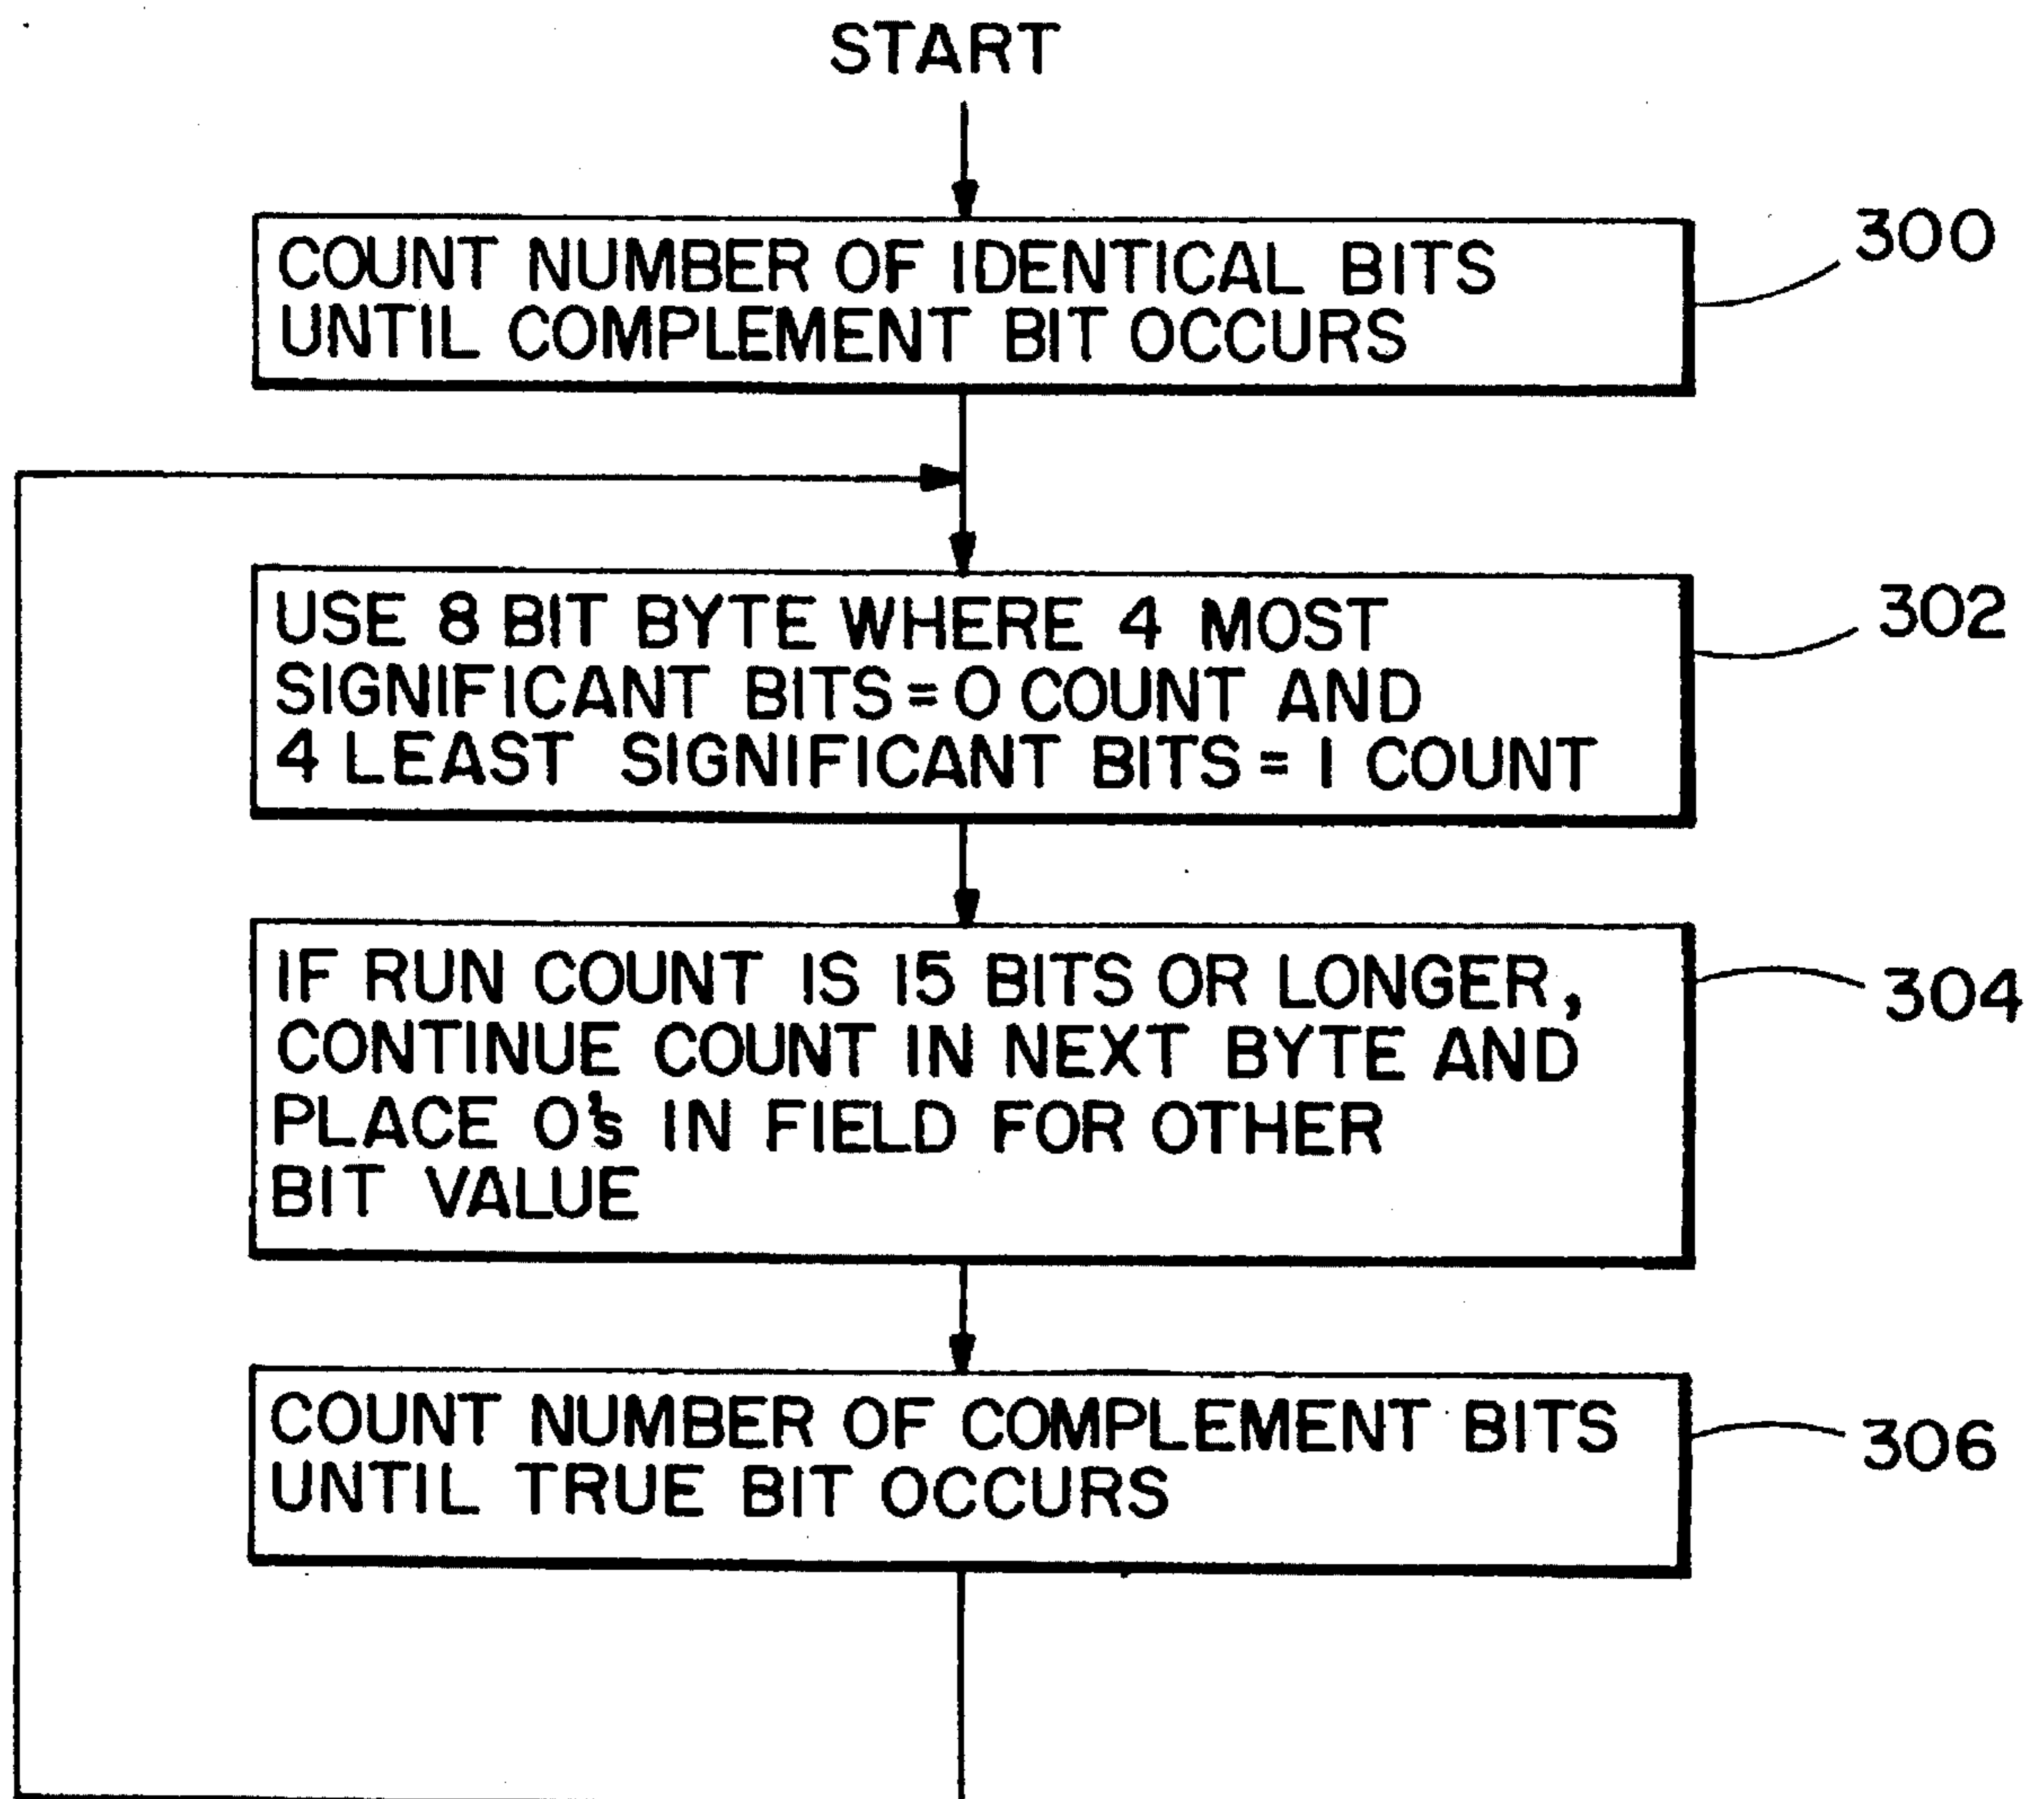 START
COUNT NUMBER OF IDENTICAL BITS
UNTIL COMPLEMENT BIT OCCURS
300
USE 8 BIT BYTE WHERE 4 MOST
SIGNIFICANT BITS = 0 COUNT AND
4 LEAST SIGNIFICANT BITS = 1 COUNT
302
IF RUN COUNT IS 15 BITS OR LONGER,
CONTINUE COUNT IN NEXT BYTE AND
PLACE 0's IN FIELD FOR OTHER
BIT VALUE
304
COUNT NUMBER OF COMPLEMENT BITS
UNTIL TRUE BIT OCCURS
306